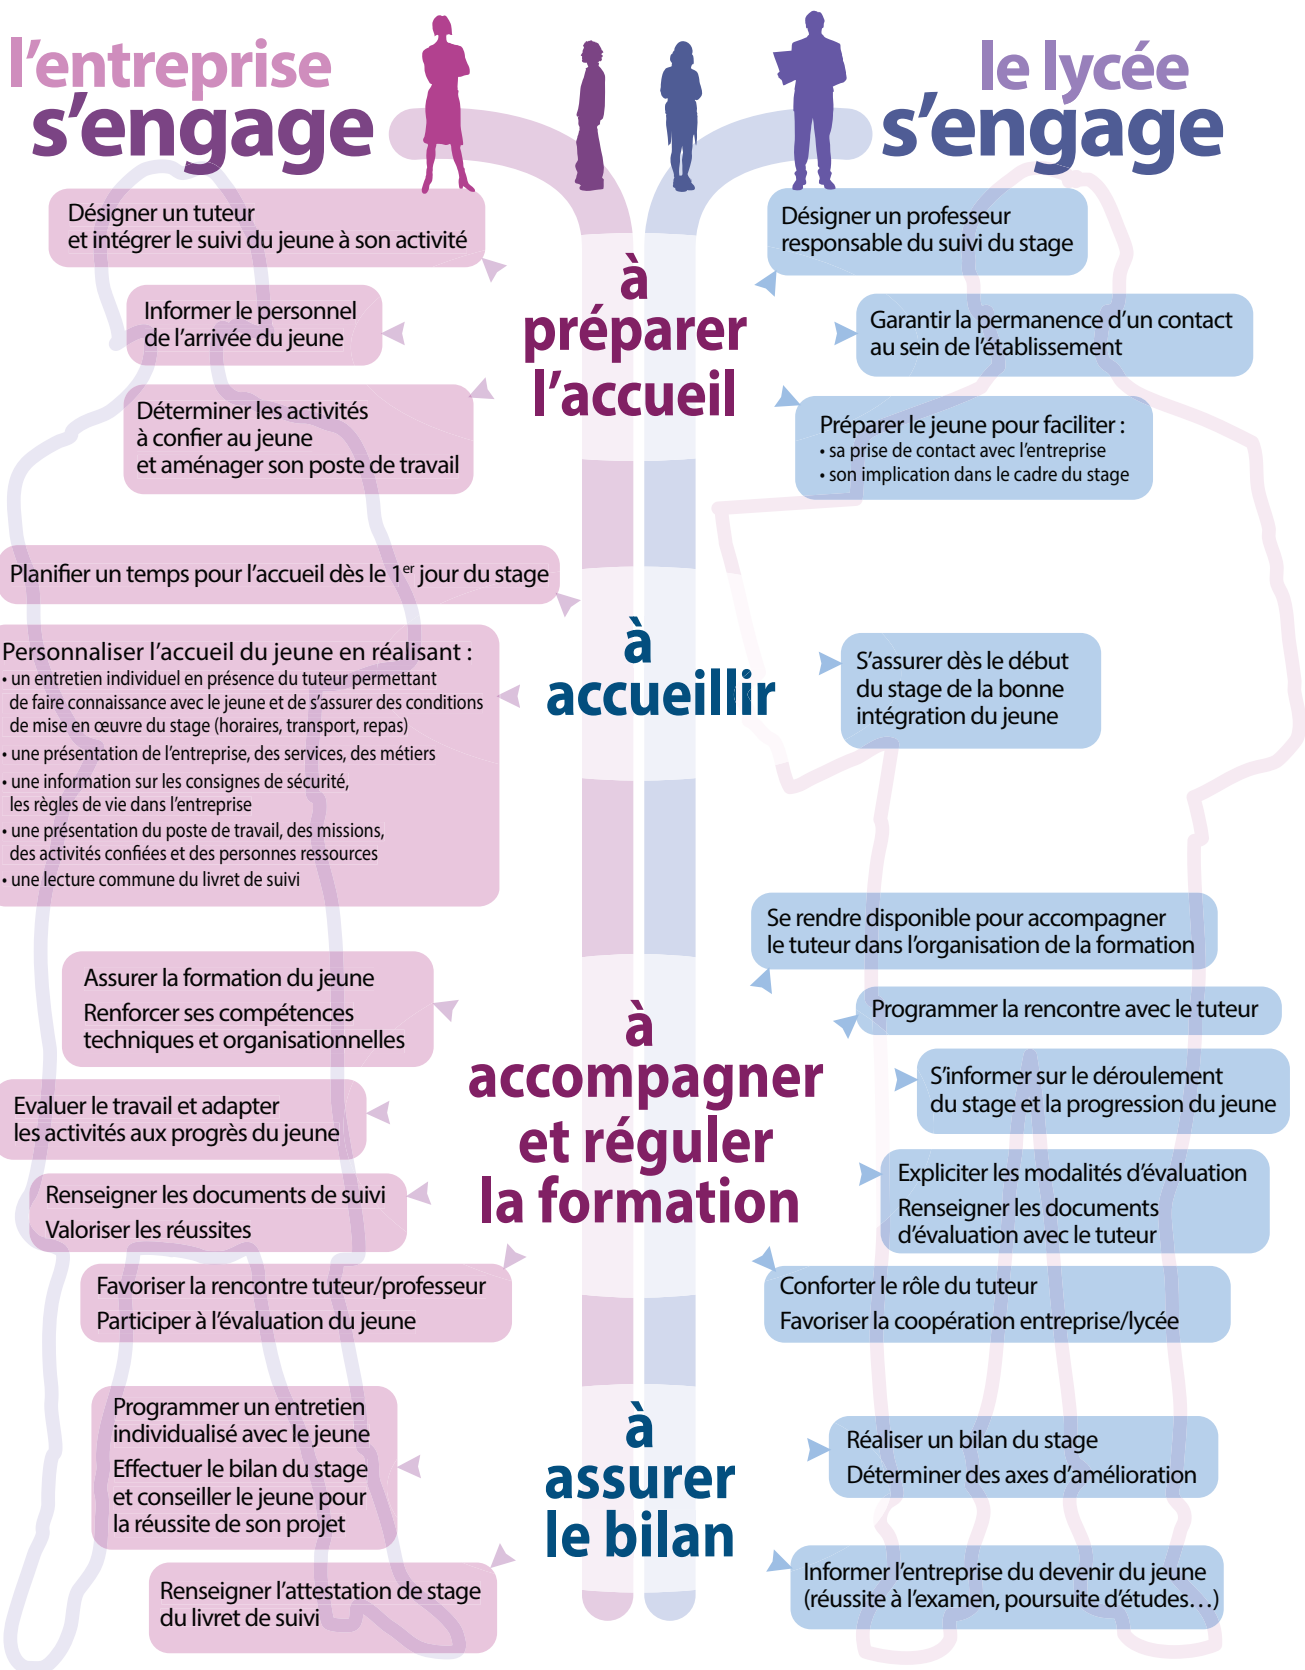 l'entreprise
s'engage
le lycée
s'engage
à
préparer
l'accueil
Désigner un tuteur
et intégrer le suivi du jeune à son activité
Informer le personnel
de l'arrivée du jeune
Déterminer les activités
à confier au jeune
et aménager son poste de travail
Désigner un professeur
responsable du suivi du stage
Garantir la permanence d'un contact
au sein de l'établissement
Préparer le jeune pour faciliter :
• sa prise de contact avec l'entreprise
• son implication dans le cadre du stage
à
accueillir
Planifier un temps pour l'accueil dès le 1er jour du stage
Personnaliser l'accueil du jeune en réalisant :
• un entretien individuel en présence du tuteur permettant
de faire connaissance avec le jeune et de s'assurer des conditions
de mise en œuvre du stage (horaires, transport, repas)
• une présentation de l'entreprise, des services, des métiers
• une information sur les consignes de sécurité,
les règles de vie dans l'entreprise
• une présentation du poste de travail, des missions,
des activités confiées et des personnes ressources
• une lecture commune du livret de suivi
S'assurer dès le début
du stage de la bonne
intégration du jeune
à
accompagner
et réguler
la formation
Assurer la formation du jeune
Renforcer ses compétences
techniques et organisationnelles
Evaluer le travail et adapter
les activités aux progrès du jeune
Renseigner les documents de suivi
Valoriser les réussites
Favoriser la rencontre tuteur/professeur
Participer à l'évaluation du jeune
Se rendre disponible pour accompagner
le tuteur dans l'organisation de la formation
Programmer la rencontre avec le tuteur
S'informer sur le déroulement
du stage et la progression du jeune
Expliciter les modalités d'évaluation
Renseigner les documents
d'évaluation avec le tuteur
Conforter le rôle du tuteur
Favoriser la coopération entreprise/lycée
à
assurer
le bilan
Programmer un entretien
individualisé avec le jeune
Effectuer le bilan du stage
et conseiller le jeune pour
la réussite de son projet
Renseigner l'attestation de stage
du livret de suivi
Réaliser un bilan du stage
Déterminer des axes d'amélioration
Informer l'entreprise du devenir du jeune
(réussite à l'examen, poursuite d'études…)